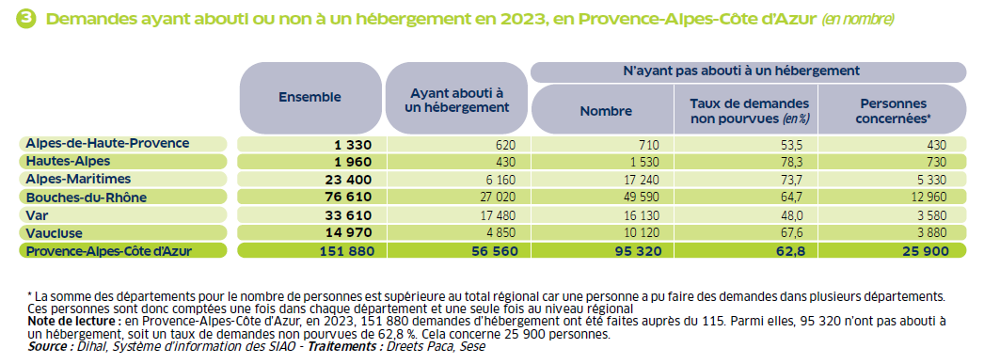 3 Demandes ayant abouti ou non à un hébergement en 2023, en Provence-Alpes-Côte d'Azur (en nombre)
Ensemble Ayant abouti à un hébergement N'ayant pas abouti à un hébergement
Nombre Taux de demandes non pourvues (en %) Personnes concernées*
Alpes-de-Haute-Provence 1 330 620 710 53,5 430
Hautes-Alpes 1 960 430 1 530 78,3 730
Alpes-Maritimes 23 400 6 160 17 240 73,7 5 330
Bouches-du-Rhône 76 610 27 020 49 590 64,7 12 960
Var 33 610 17 480 16 130 48,0 3 580
Vaucluse 14 970 4 850 10 120 67,6 3 880
Provence-Alpes-Côte d'Azur 151 880 56 560 95 320 62,8 25 900
* La somme des départements pour le nombre de personnes est supérieure au total régional car une personne a pu faire des demandes dans plusieurs départements.
Ces personnes sont donc comptées une fois dans chaque département et une seule fois au niveau régional
Note de lecture : en Provence-Alpes-Côte d'Azur, en 2023, 151 880 demandes d'hébergement ont été faites auprès du 115. Parmi elles, 95 320 n'ont pas abouti à
un hébergement, soit un taux de demandes non pourvues de 62,8 %. Cela concerne 25 900 personnes.
Source : Dihal, Système d'information des SIAO - Traitements : Dreets Paca, Sese